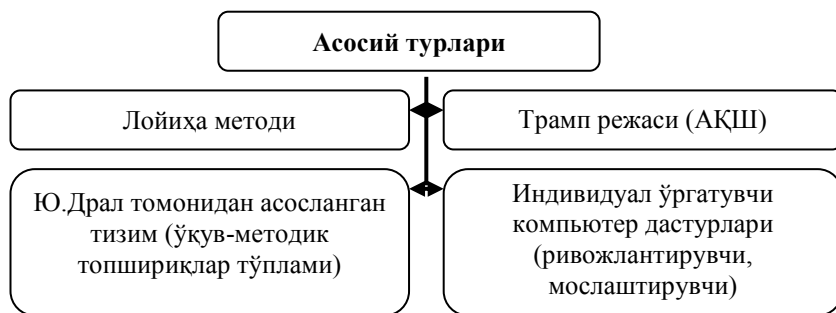 Асосий турлари
Лойиҳа методи
Трамп режаси (АҚШ)
Ю.Драл томонидан асосланган
тизим (ўқув-методик
топшириқлар тўплами)
Индивидуал ўргатувчи
компьютер дастурлари
(ривожлантирувчи,
мослаштирувчи)